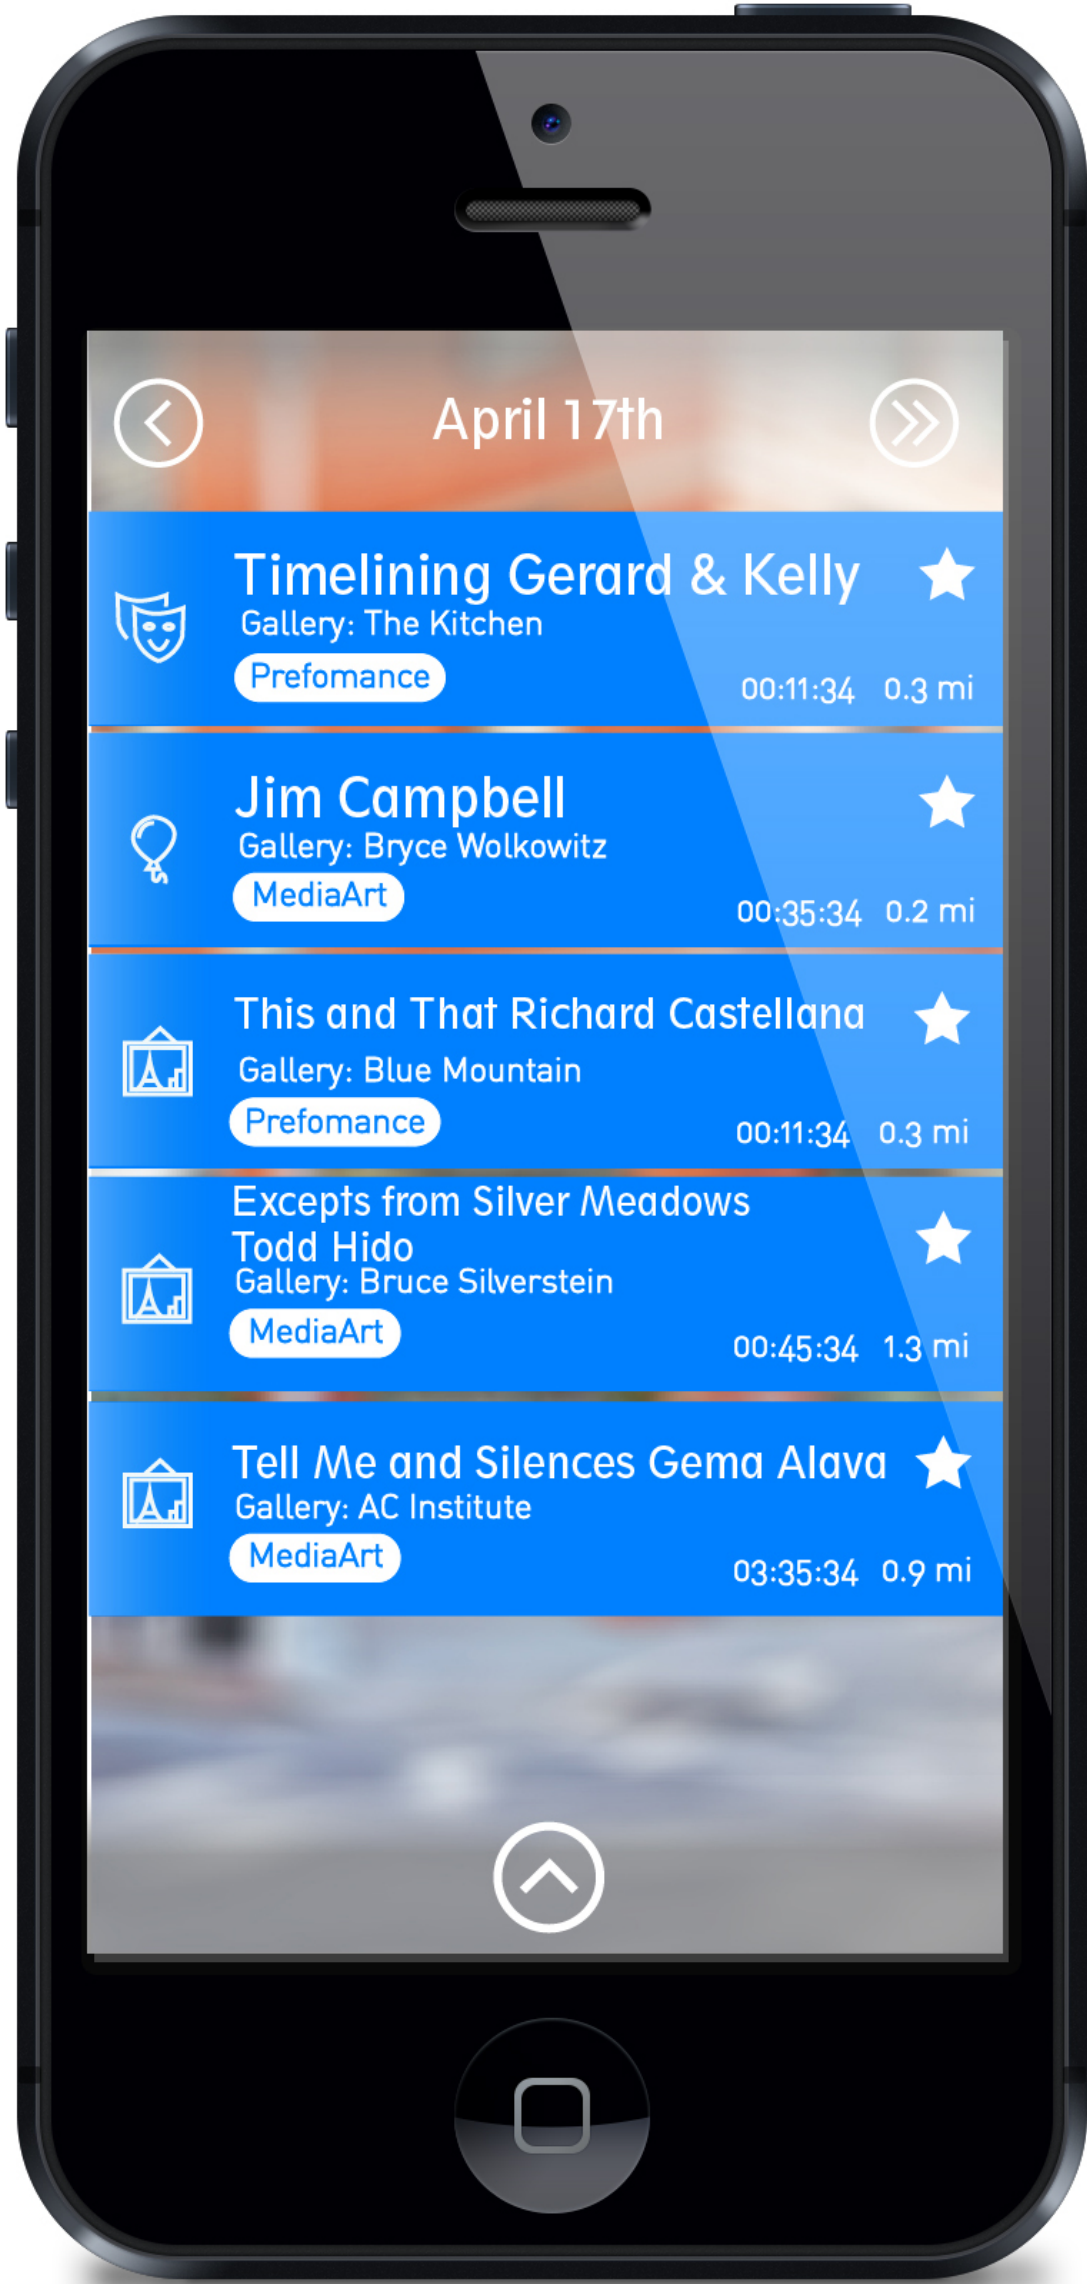 April 17th
Timelining Gerard & Kelly
Gallery: The Kitchen
Prefomance
00:11:34 0.3 mi
Jim Campbell
Gallery: Bryce Wolkowitz
MediaArt
00:35:34 0.2 mi
This and That Richard Castellana
Gallery: Blue Mountain
Prefomance
00:11:34 0.3 mi
Excepts from Silver Meadows
Todd Hido
Gallery: Bruce Silverstein
MediaArt
00:45:34 1.3 mi
Tell Me and Silences Gema Alava
Gallery: AC Institute
MediaArt
03:35:34 0.9 mi